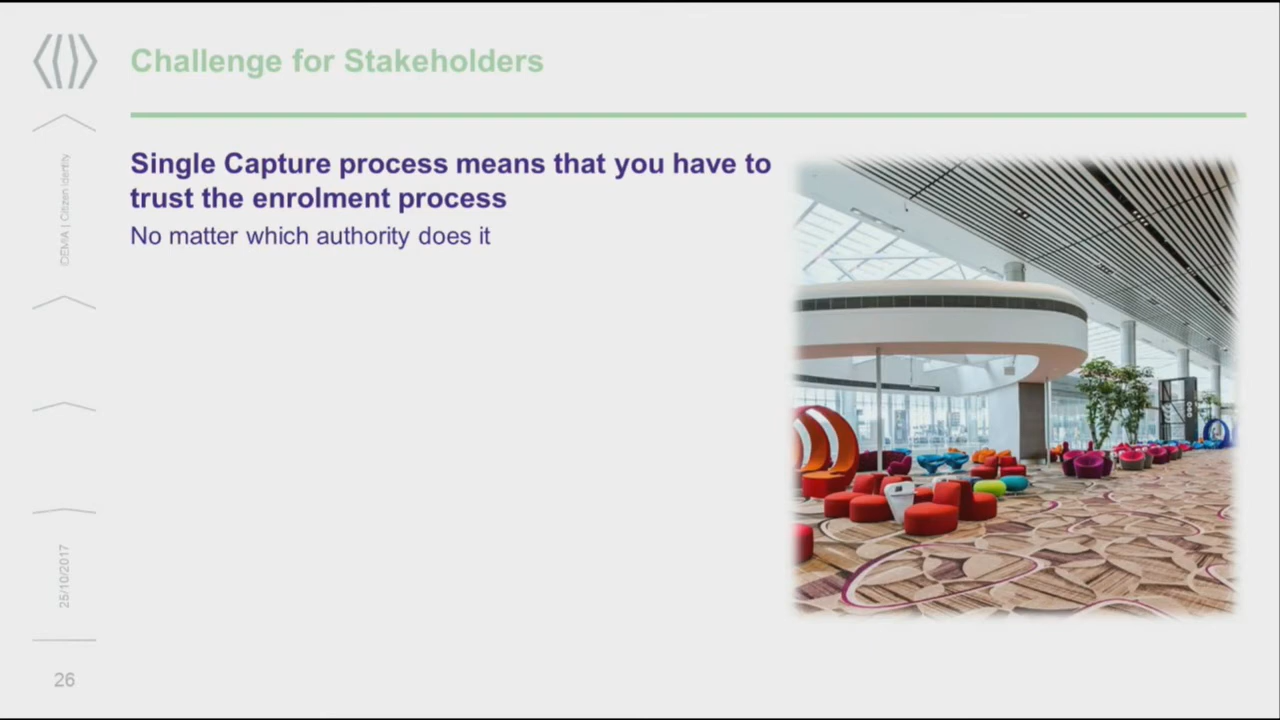 Challenge for Stakeholders
Single Capture process means that you have to
trust the enrolment process
No matter which authority does it
IDEMIA | Citizen Identity
25/10/2017
26